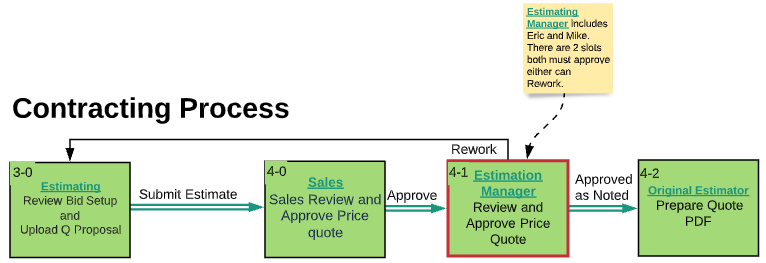 Estimating
Manager Includes
Eric and Mike.
There are 2 slots
both must approve
either can
Rework.
Contracting Process
Rework
3-0
Estimating
Review Bid Setup
and
Upload Q Proposal
Submit Estimate
4-0
Sales
Sales Review and
Approve Price
quote
Approve
4-1
Estimation
Manager
Review and
Approve Price
Quote
Approved
as Noted
4-2
Original Estimator
Prepare Quote
PDF